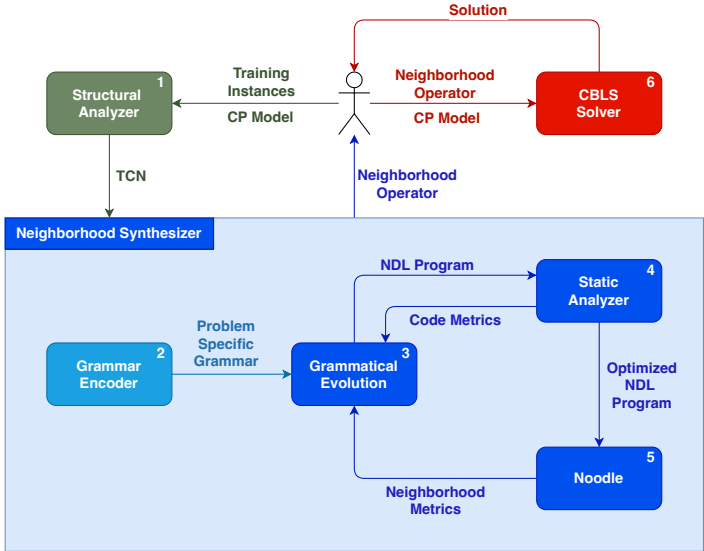 Solution
1
Structural
Analyzer
Training
Instances
CP Model
Neighborhood
Operator
CP Model
6
CBLS
Solver
TCN
Neighborhood
Operator
Neighborhood Synthesizer
NDL Program
4
Static
Analyzer
Code Metrics
Problem
Specific
Grammar
2
Grammar
Encoder
3
Grammatical
Evolution
Optimized
NDL
Program
5
Noodle
Neighborhood
Metrics